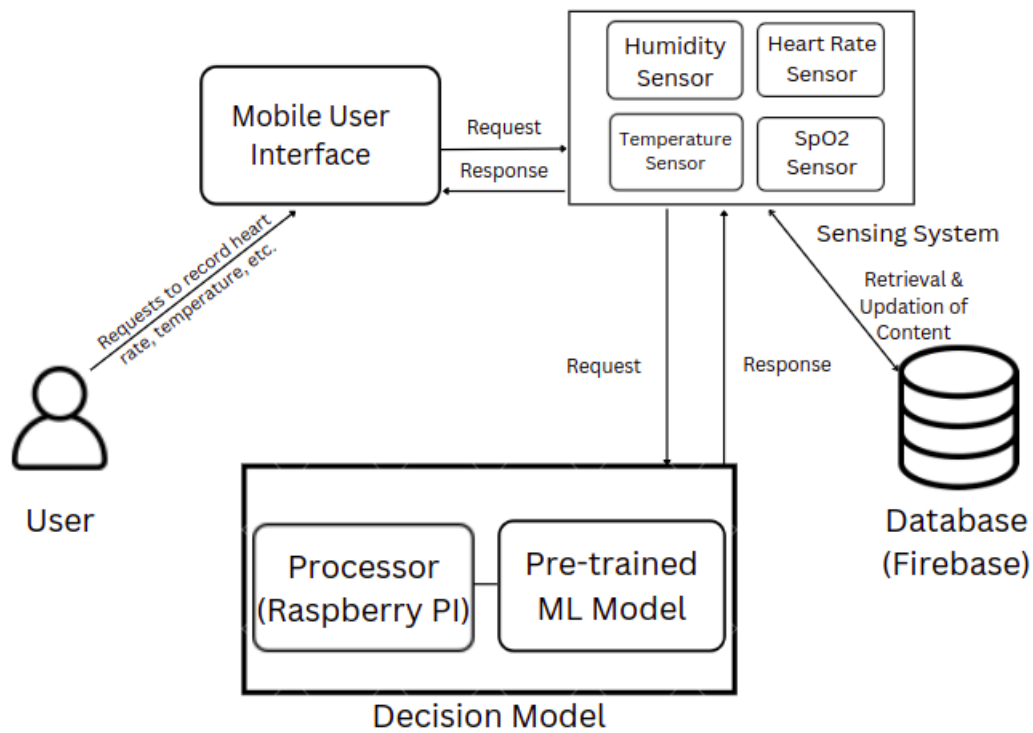 Humidity
Sensor
Heart Rate
Sensor
Mobile User
Interface
Request
Response
Temperature
Sensor
SpO2
Sensor
Sensing System
Requests to record heart
rate, temperature, etc.
Retrieval &
Updation of
Content
Request
Response
User
Database
(Firebase)
Processor
(Raspberry PI)
Pre-trained
ML Model
Decision Model